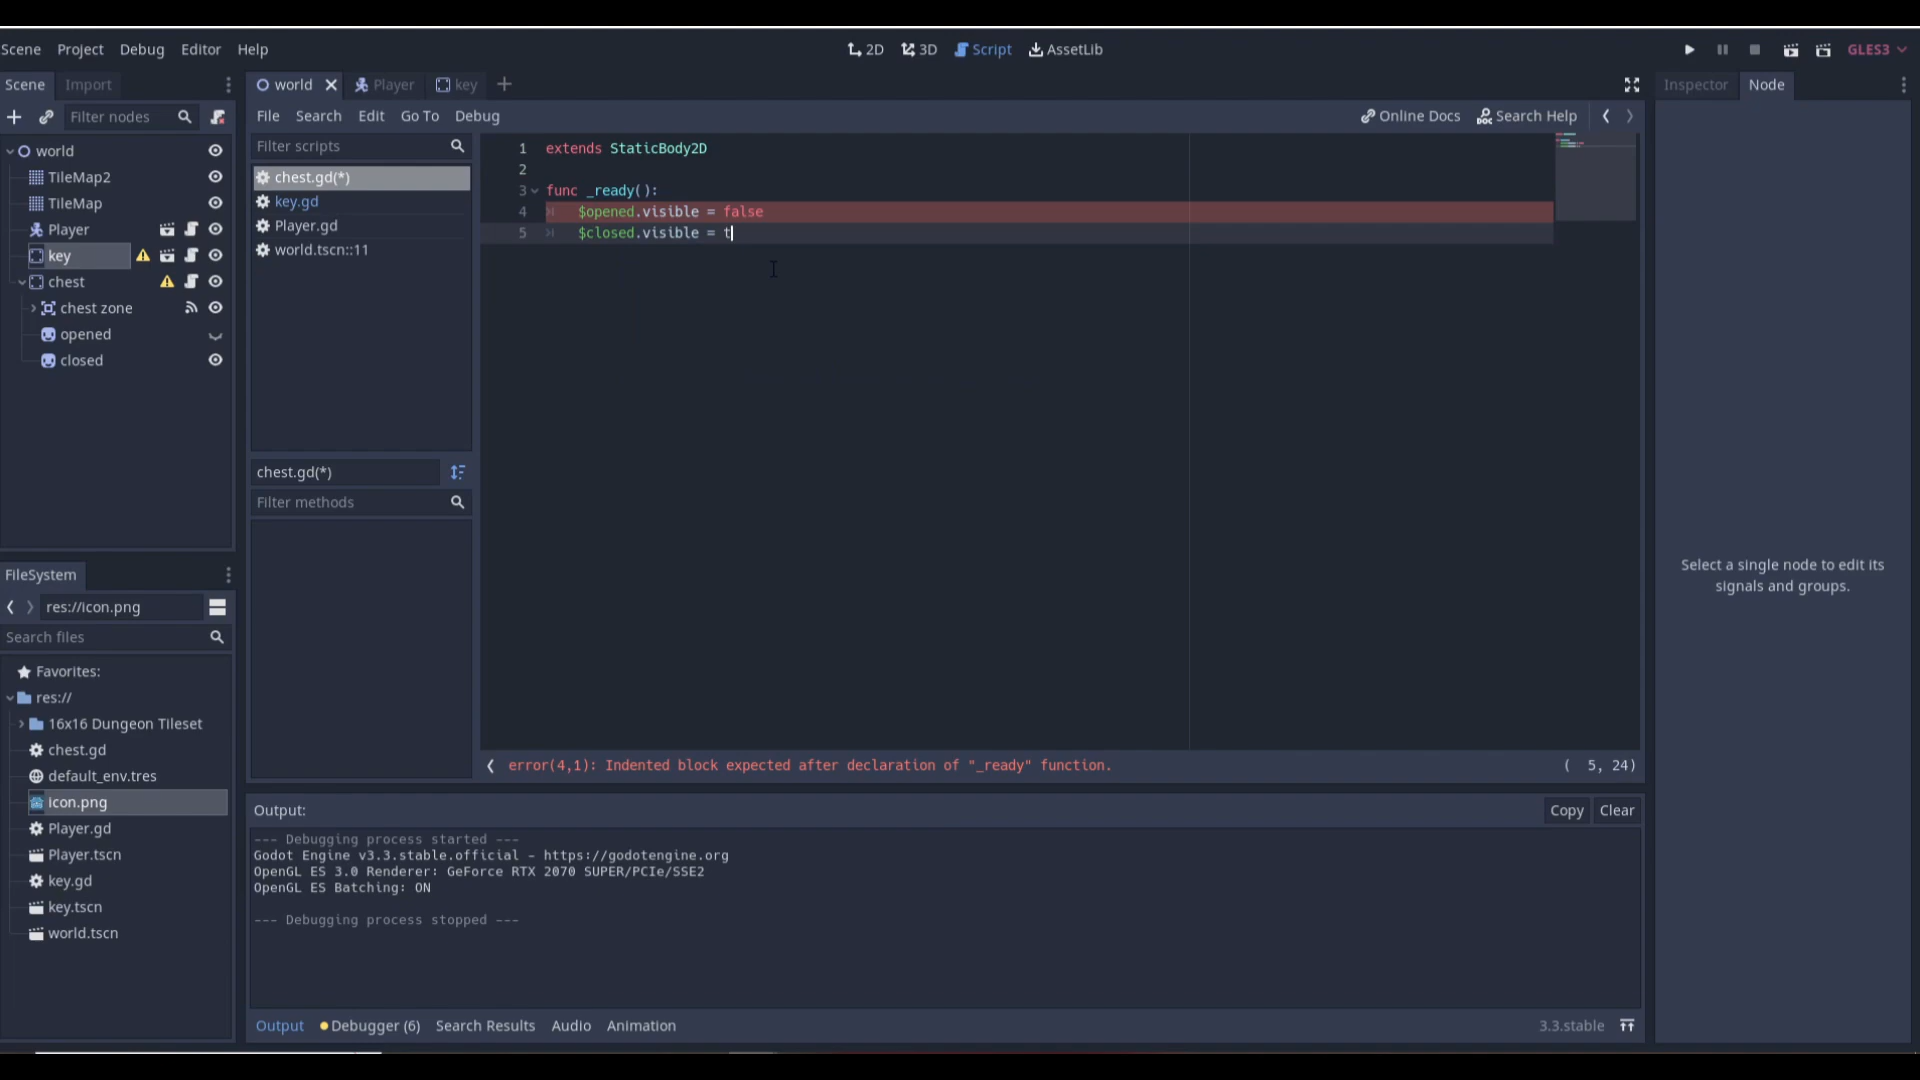 Scene Project Debug Editor Help 2D 3D Script AssetLib GLES3
Scene Import
world Player key
Inspector Node
Filter nodes
File Search Edit Go To Debug Online Docs Search Help
world
TileMap2
TileMap
Player
key
chest
chest zone
opened
closed
Filter scripts
chest.gd(*)
key.gd
Player.gd
world.tscn::11
chest.gd(*)
Filter methods
1 extends StaticBody2D
2
3 func _ready():
4 $opened.visible = false
5 $closed.visible = t
error(4,1): Indented block expected after declaration of "_ready" function. ( 5, 24)
Select a single node to edit its
signals and groups.
FileSystem
res://icon.png
Search files
Favorites:
res://
16x16 Dungeon TIleset
chest.gd
default_env.tres
icon.png
Player.gd
Player.tscn
key.gd
key.tscn
world.tscn
Output: Copy Clear
--- Debugging process started ---
Godot Engine v3.3.stable.official - https://godotengine.org
OpenGL ES 3.0 Renderer: GeForce RTX 2070 SUPER/PCIe/SSE2
OpenGL ES Batching: ON
--- Debugging process stopped ---
Output Debugger (6) Search Results Audio Animation 3.3.stable